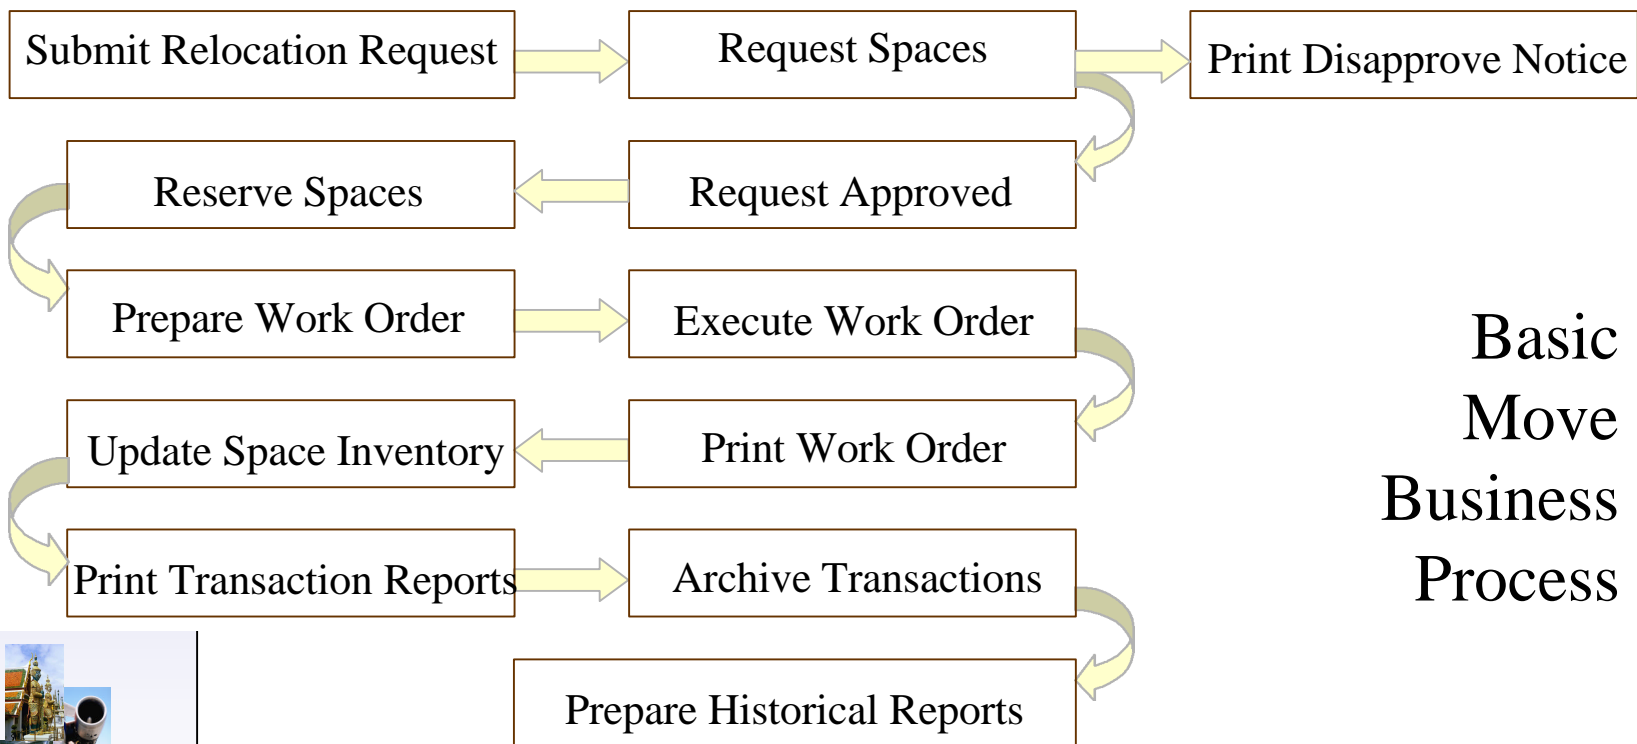 Submit Relocation Request
Request Spaces
Print Disapprove Notice
Reserve Spaces
Request Approved
Prepare Work Order
Execute Work Order
Update Space Inventory
Print Work Order
Print Transaction Reports
Archive Transactions
Prepare Historical Reports
Basic
Move
Business
Process